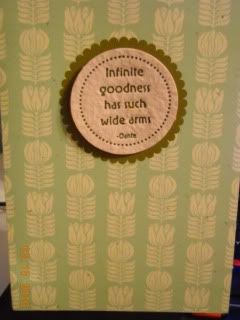 Infinite
goodness
has such
wide arms
-Dante